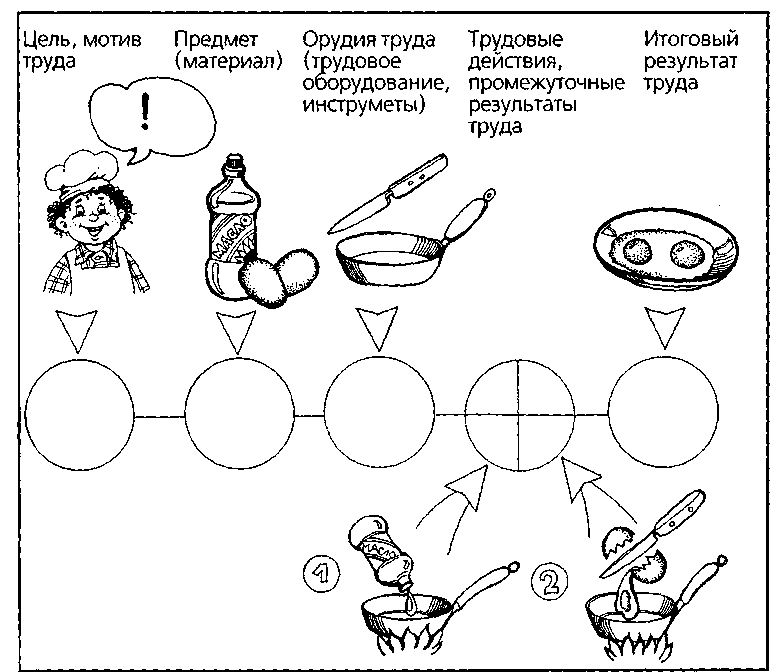 Цель, мотив
труда
Предмет
(материал)
Орудия труда
(трудовое
оборудование,
инструметы)
Трудовые
действия,
промежуточные
результаты
труда
Итоговый
результат
труда
!
МАСЛО
1
МАСЛО
2